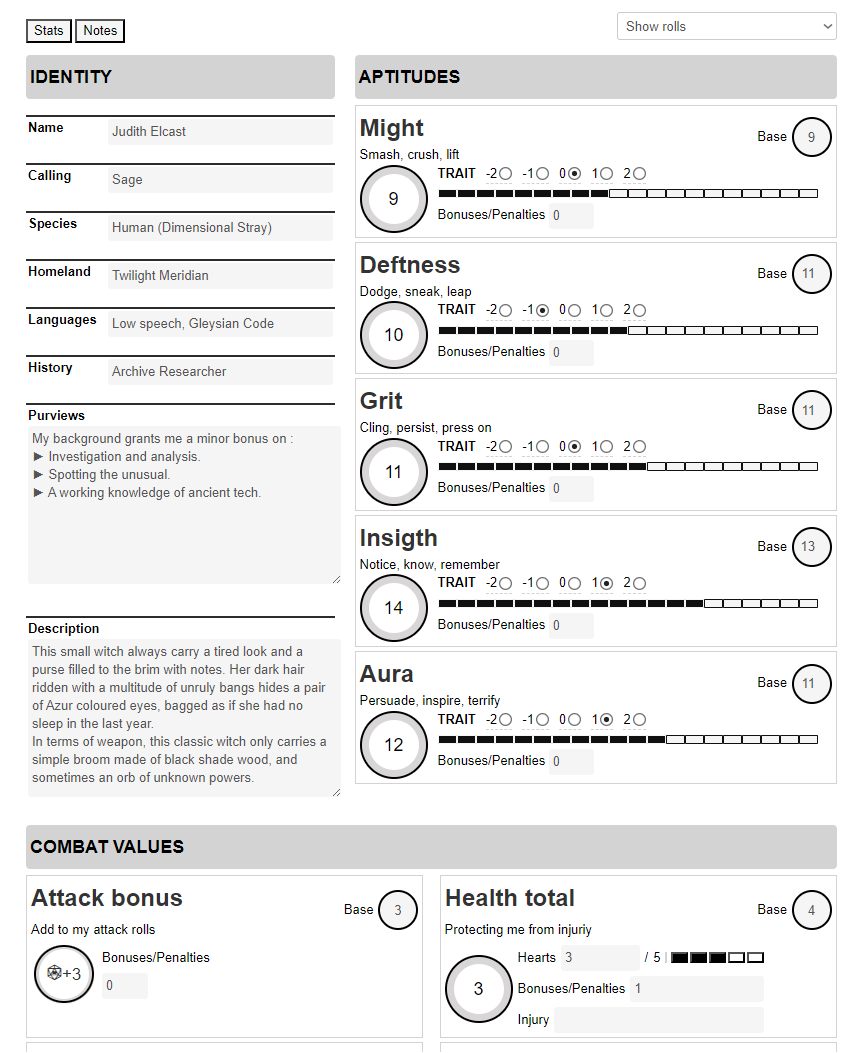 Stats Notes Show rolls
IDENTITY
Name Judith Elcast
Calling Sage
Species Human (Dimensional Stray)
Homeland Twilight Meridian
Languages Low speech, Gleysian Code
History Archive Researcher
Purviews
My background grants me a minor bonus on :
► Investigation and analysis.
► Spotting the unusual.
► A working knowledge of ancient tech.
Description
This small witch always carry a tired look and a
purse filled to the brim with notes. Her dark hair
ridden with a multitude of unruly bangs hides a pair
of Azur coloured eyes, bagged as if she had no
sleep in the last year.
In terms of weapon, this classic witch only carries a
simple broom made of black shade wood, and
sometimes an orb of unknown powers.
APTITUDES
Might Base 9
Smash, crush, lift
9 TRAIT -2 -1 0 1 2
Bonuses/Penalties 0
Deftness Base 11
Dodge, sneak, leap
10 TRAIT -2 -1 0 1 2
Bonuses/Penalties 0
Grit Base 11
Cling, persist, press on
11 TRAIT -2 -1 0 1 2
Bonuses/Penalties 0
Insigth Base 13
Notice, know, remember
14 TRAIT -2 -1 0 1 2
Bonuses/Penalties 0
Aura Base 11
Persuade, inspire, terrify
12 TRAIT -2 -1 0 1 2
Bonuses/Penalties 0
COMBAT VALUES
Attack bonus Base 3
Add to my attack rolls
+3 Bonuses/Penalties
0
Health total Base 4
Protecting me from injuriy
Hearts 3 / 5
3 Bonuses/Penalties 1
Injury